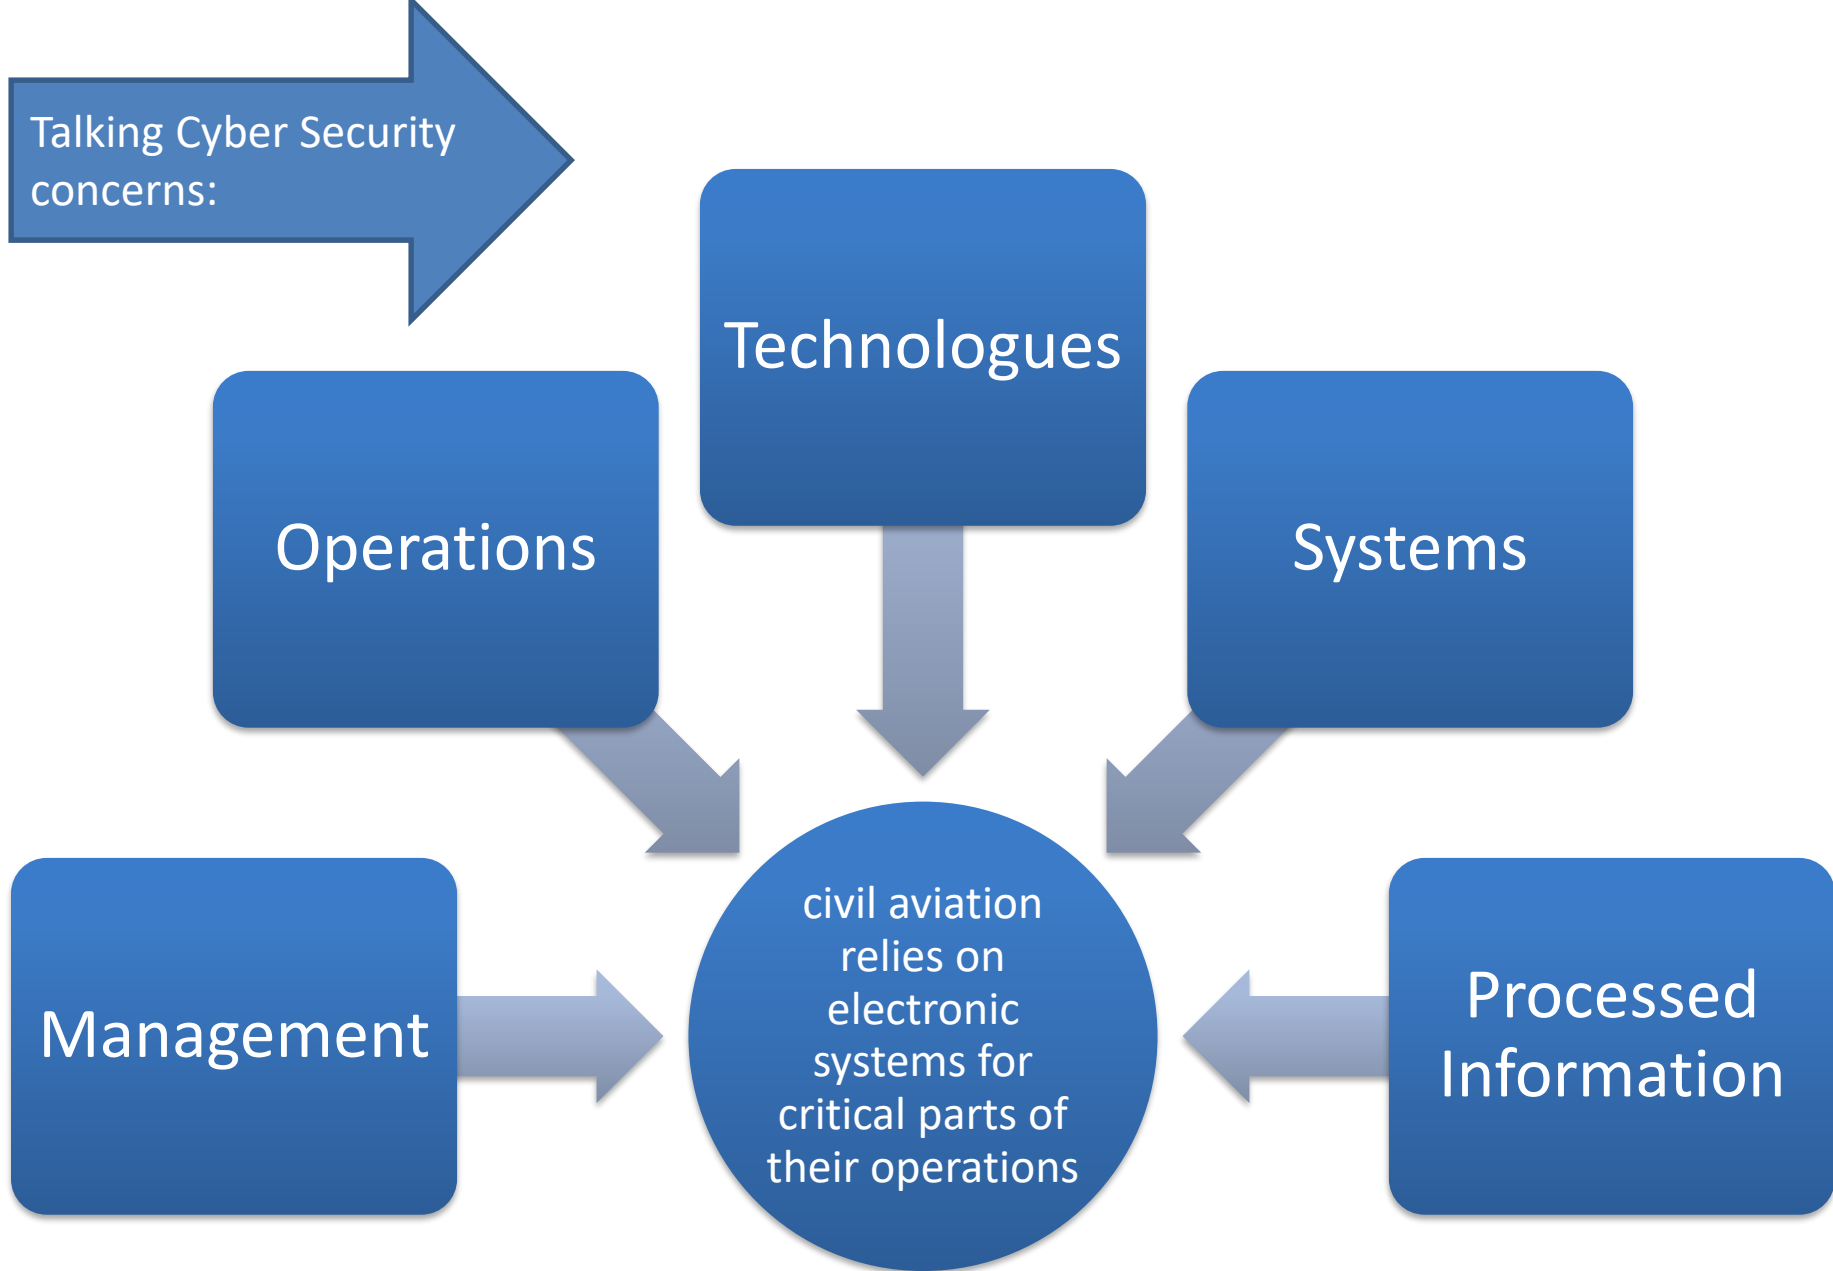 Talking Cyber Security
concerns:
Technologues
Operations
Systems
Management
civil aviation
relies on
electronic
systems for
critical parts of
their operations
Processed
Information